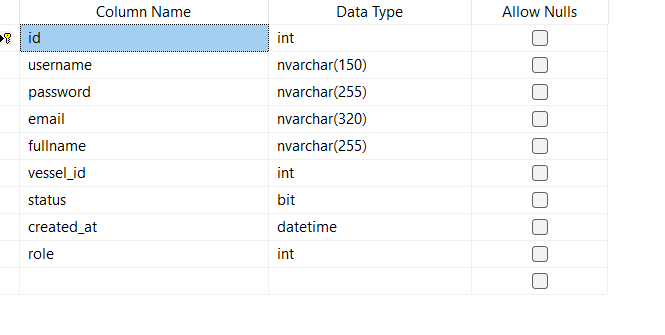 Column Name Data Type Allow Nulls
id int
username nvarchar(150)
password nvarchar(255)
email nvarchar(320)
fullname nvarchar(255)
vessel_id int
status bit
created_at datetime
role int